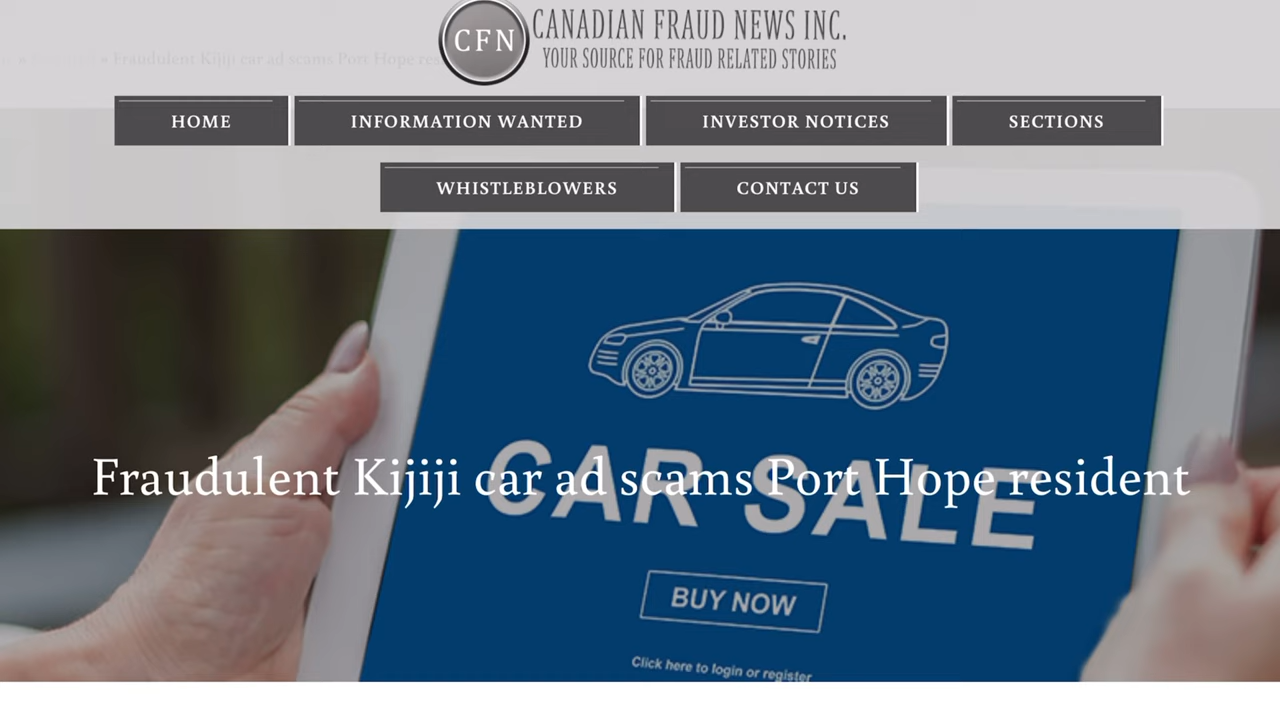 CFN
CANADIAN FRAUD NEWS INC.
YOUR SOURCE FOR FRAUD RELATED STORIES
» Fraudulent Kijiji car ad scams Port Hope
HOME
INFORMATION WANTED
INVESTOR NOTICES
SECTIONS
WHISTLEBLOWERS
CONTACT US
CAR SALE
Fraudulent Kijiji car ad scams Port Hope resident
BUY NOW
Click here to login or register